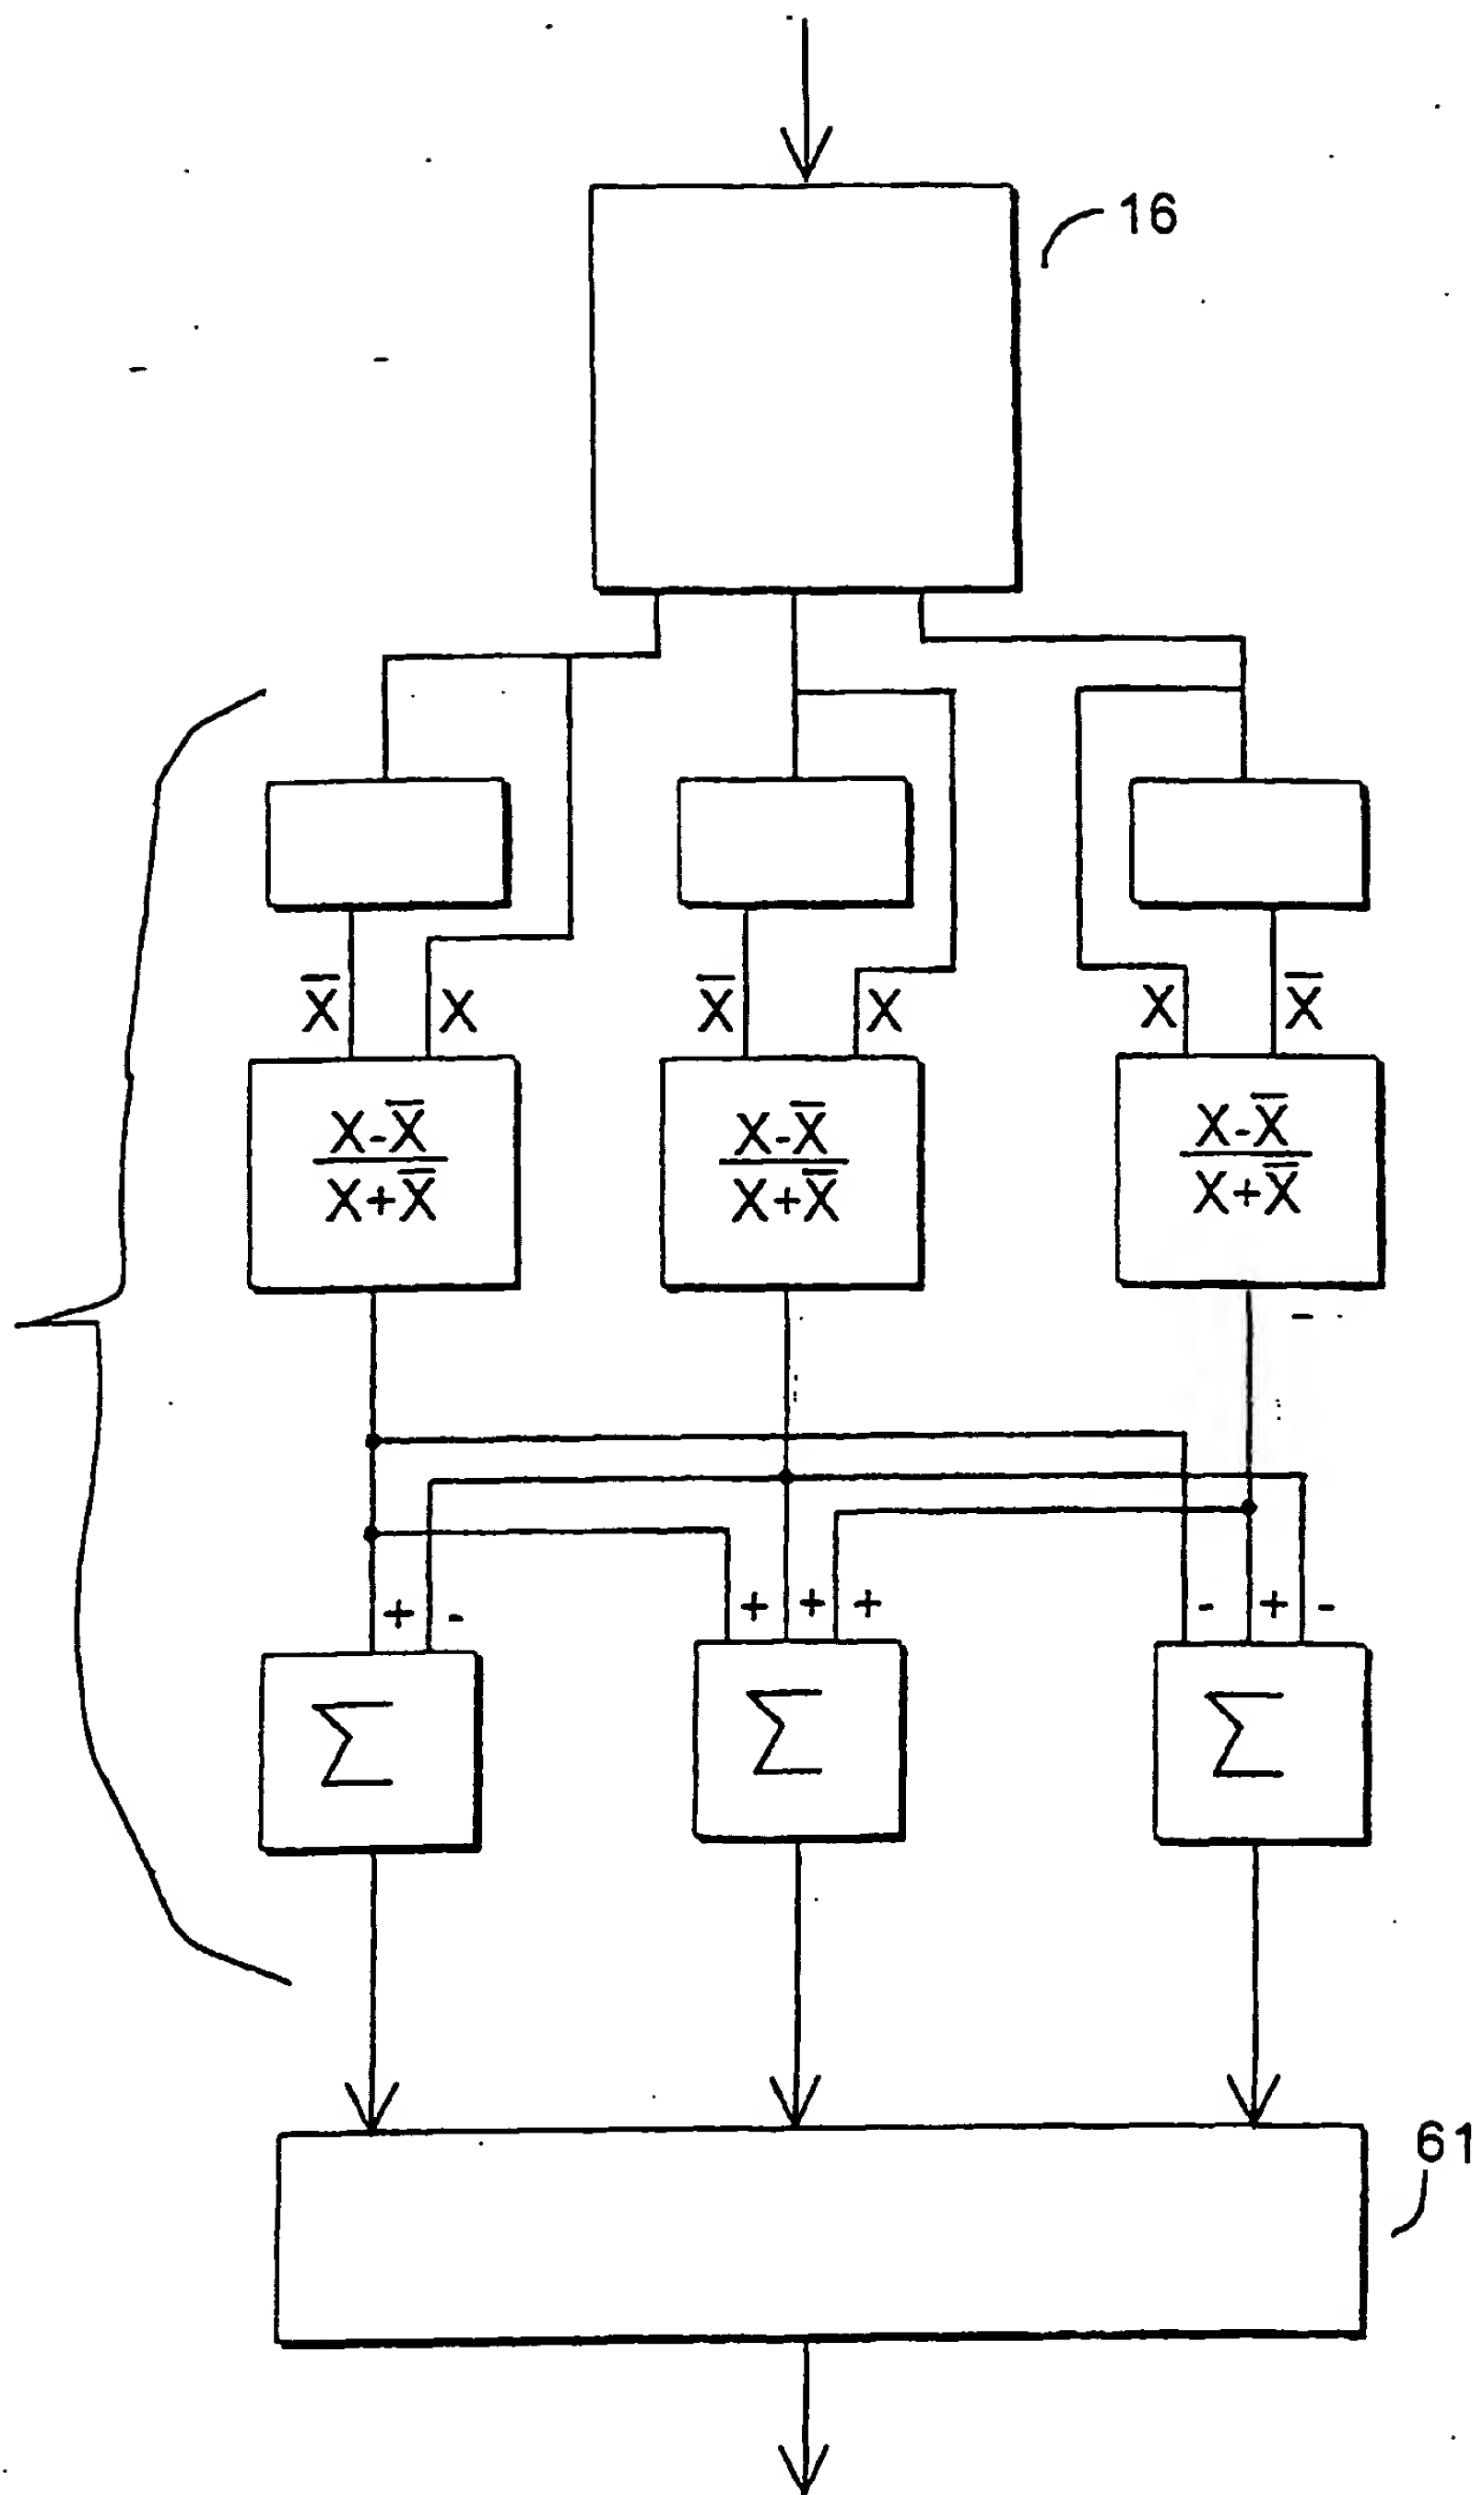 16
X̅ X X̅ X X X̅
X-X̅ X-X̅ X-X̅
X+X̅ X+X̅ X+X̅
+ - + + + - + -
Σ Σ Σ
61